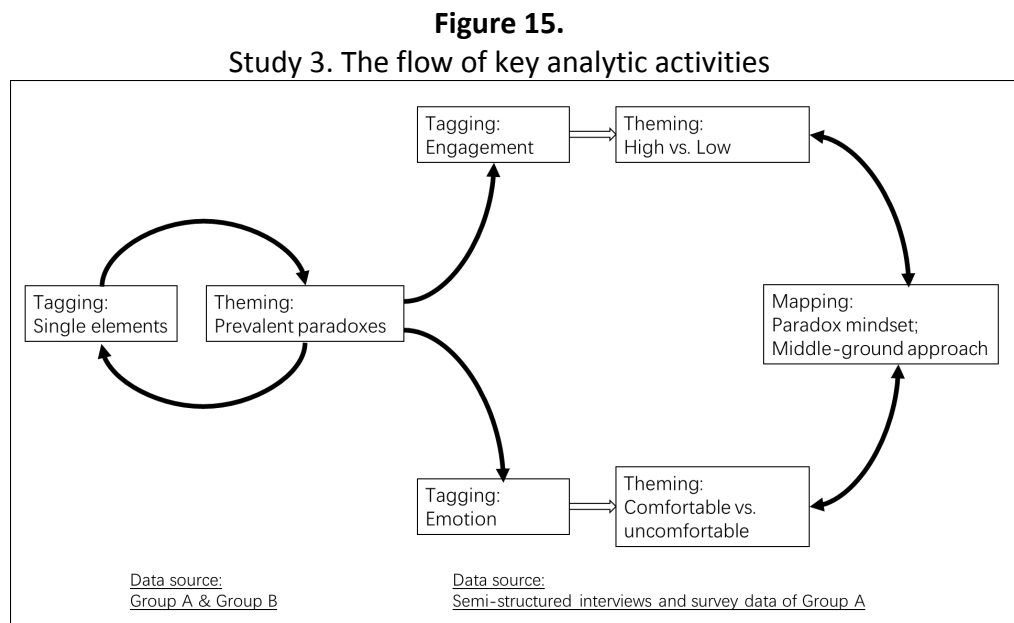 Figure 15.
Study 3. The flow of key analytic activities
Tagging:
Engagement
Theming:
High vs. Low
Tagging:
Single elements
Theming:
Prevalent paradoxes
Mapping:
Paradox mindset;
Middle-ground approach
Tagging:
Emotion
Theming:
Comfortable vs.
uncomfortable
Data source:
Group A & Group B
Data source:
Semi-structured interviews and survey data of Group A